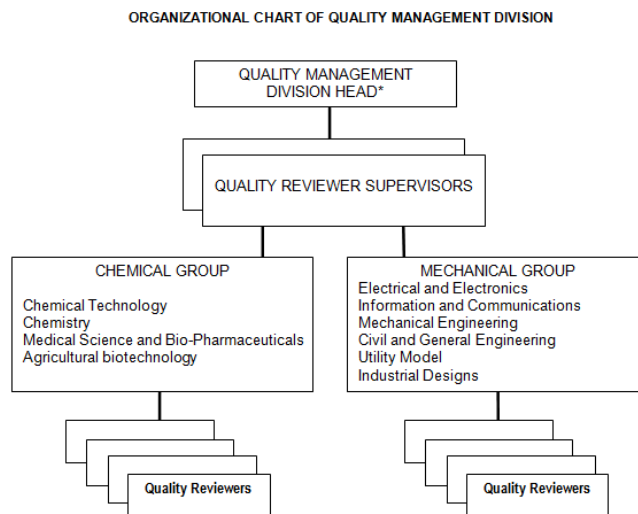 ORGANIZATIONAL CHART OF QUALITY MANAGEMENT DIVISION
QUALITY MANAGEMENT
DIVISION HEAD*
QUALITY REVIEWER SUPERVISORS
CHEMICAL GROUP
Chemical Technology
Chemistry
Medical Science and Bio-Pharmaceuticals
Agricultural biotechnology
MECHANICAL GROUP
Electrical and Electronics
Information and Communications
Mechanical Engineering
Civil and General Engineering
Utility Model
Industrial Designs
Quality Reviewers
Quality Reviewers